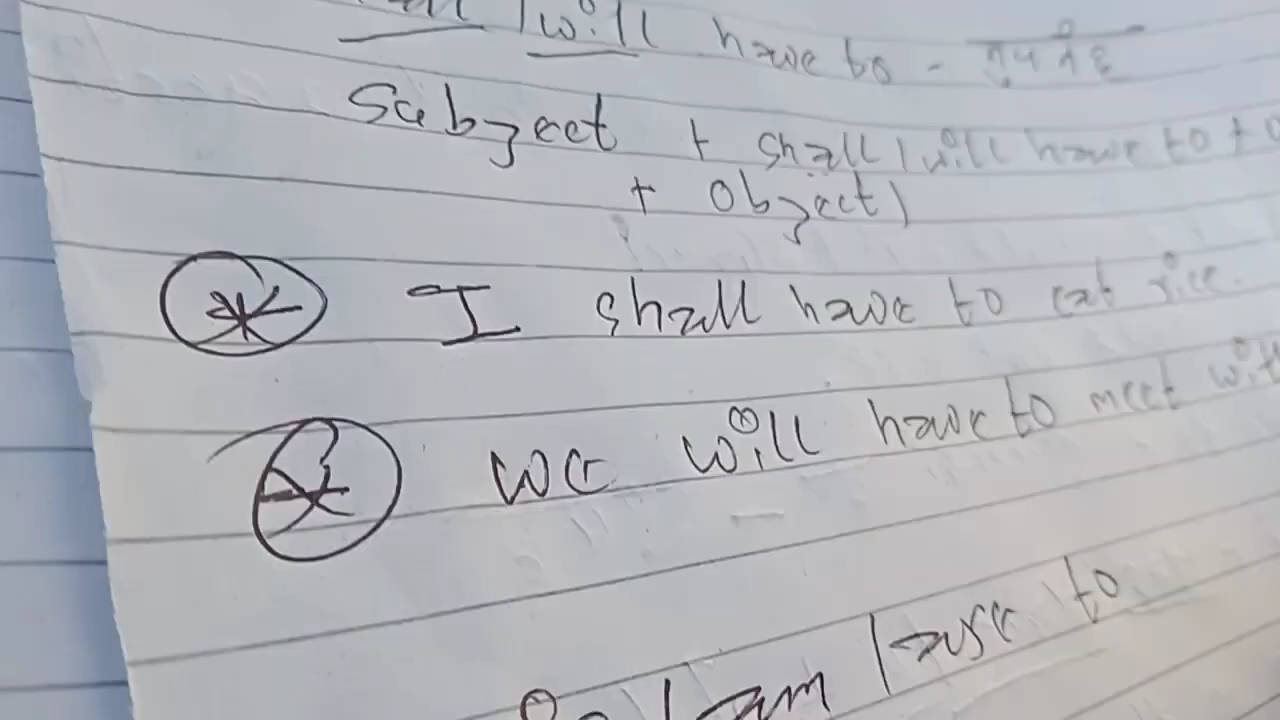 /will have to -
Subject + shall/will have to +
+ Object)
I shall have to eat rice.
we will have to meet with
am / are to